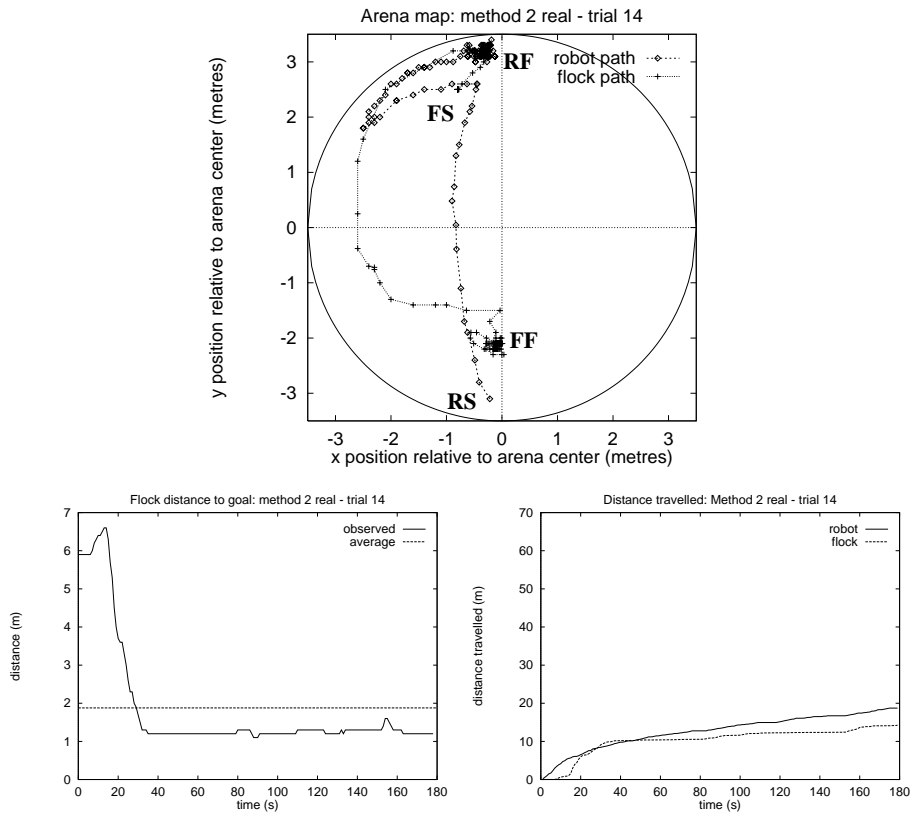 Arena map: method 2 real - trial 14
robot path
flock path
RF
FS
FF
RS
3
2
1
0
-1
-2
-3
-3 -2 -1 0 1 2 3
y position relative to arena center (metres)
x position relative to arena center (metres)
Flock distance to goal: method 2 real - trial 14
observed
average
7
6
5
4
3
2
1
0
0 20 40 60 80 100 120 140 160 180
distance (m)
time (s)
Distance travelled: Method 2 real - trial 14
robot
flock
70
60
50
40
30
20
10
0
0 20 40 60 80 100 120 140 160 180
distance travelled (m)
time (s)